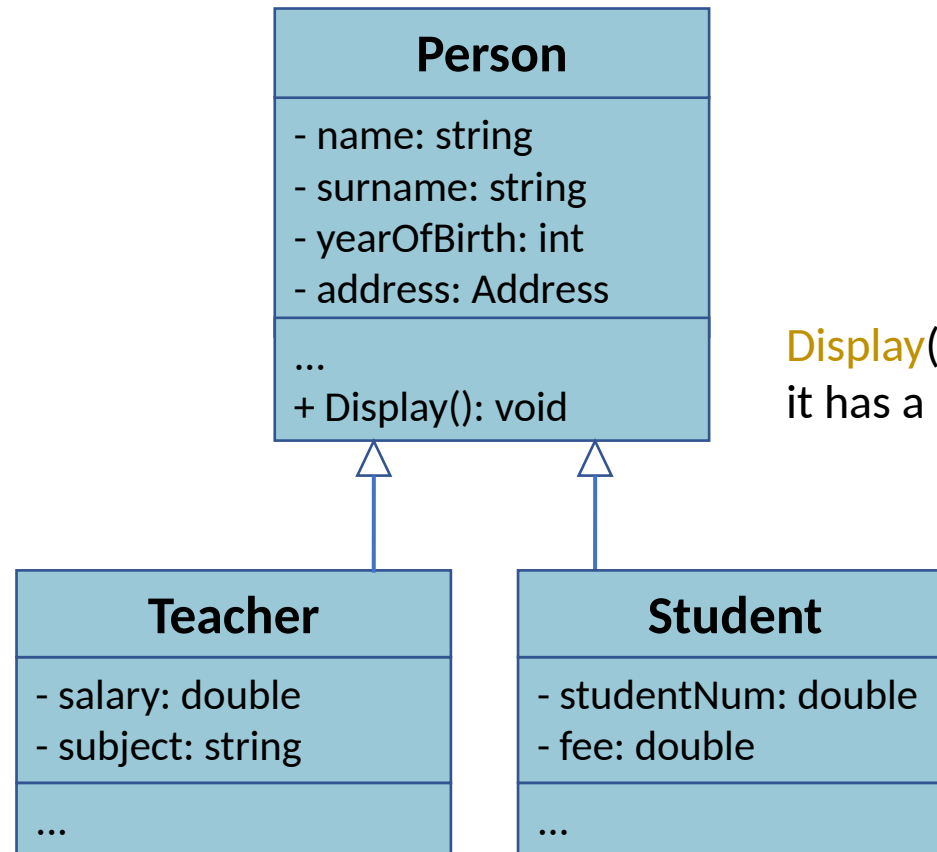 Person
- name: string
- surname: string
- yearOfBirth: int
- address: Address
...
+ Display(): void
Display(
it has a
Teacher
- salary: double
- subject: string
...
Student
- studentNum: double
- fee: double
...